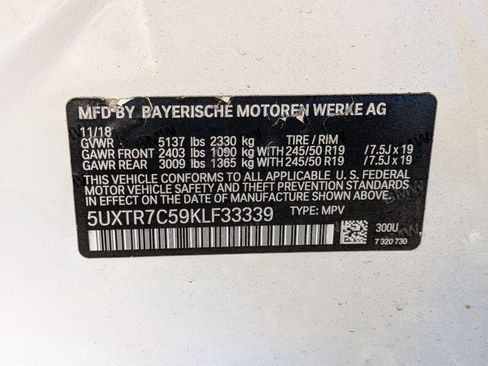 MFD BY BAYERISCHE MOTOREN WERKE AG
11/18
GVWR 5137 lbs 2330 kg TIRE / RIM
GAWR FRONT 2403 lbs 1090 kg WITH 245/50 R19 /7.5J x 19
GAWR REAR 3009 lbs 1365 kg WITH 245/50 R19 /7.5J x 19
THIS VEHICLE CONFORMS TO ALL APPLICABLE U. S. FEDERAL
MOTOR VEHICLE SAFETY AND THEFT PREVENTION STANDARDS
IN EFFECT ON THE DATE OF MANUFACTURE SHOWN ABOVE.
5UXTR7C59KLF33339 TYPE: MPV
300U
7 320 730